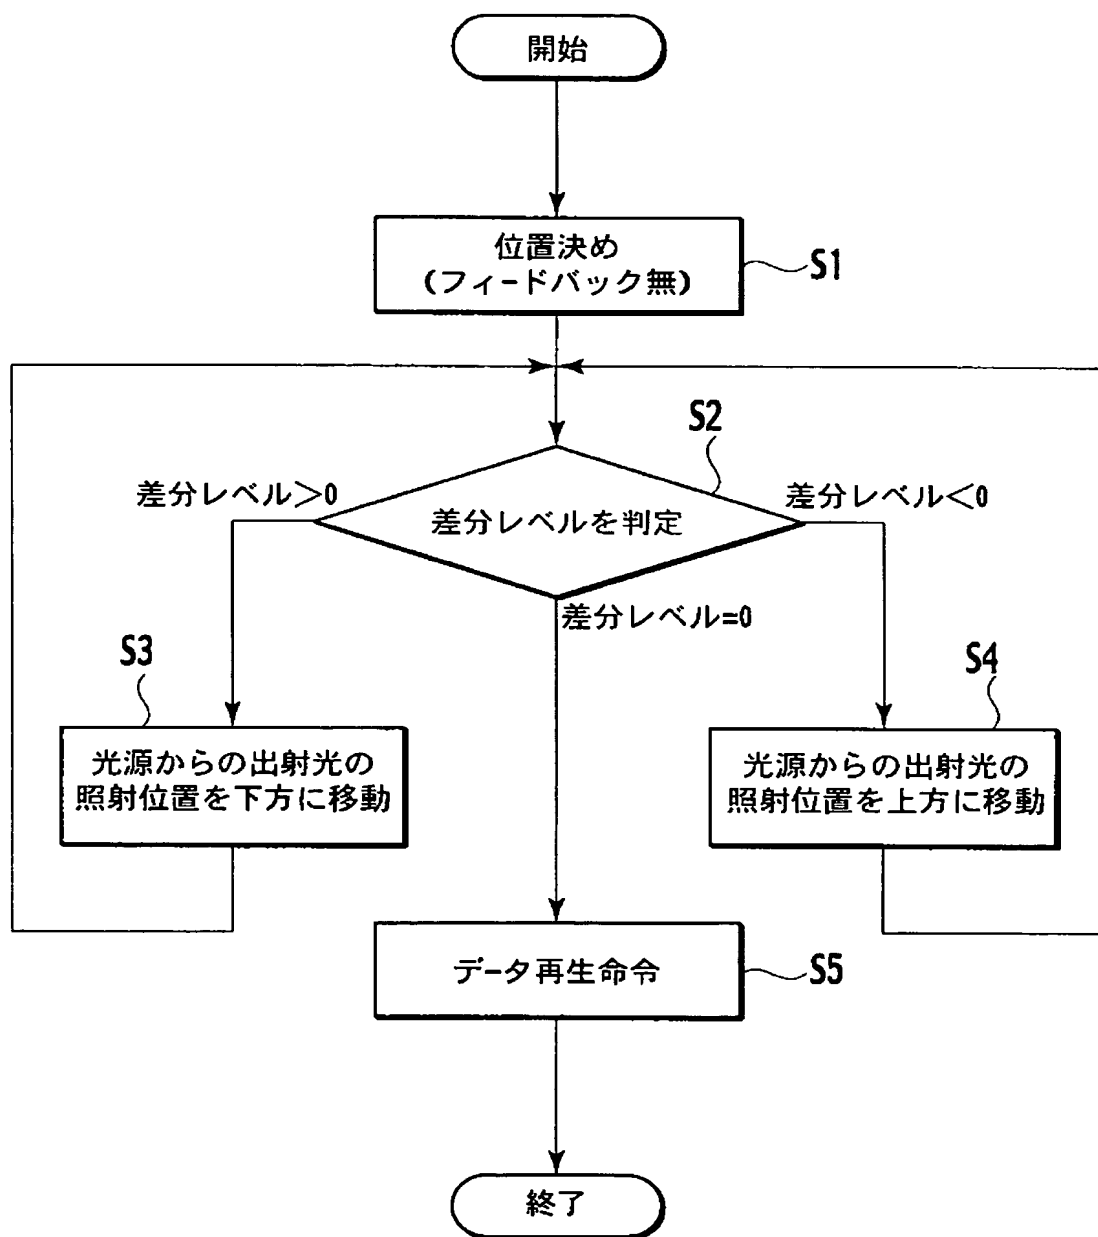 開始
位置決め
(フィードバック無)
S1
S2
差分レベル>0
差分レベル<0
差分レベルを判定
差分レベル=0
S3
S4
光源からの出射光の
照射位置を下方に移動
光源からの出射光の
照射位置を上方に移動
データ再生命令
S5
終了